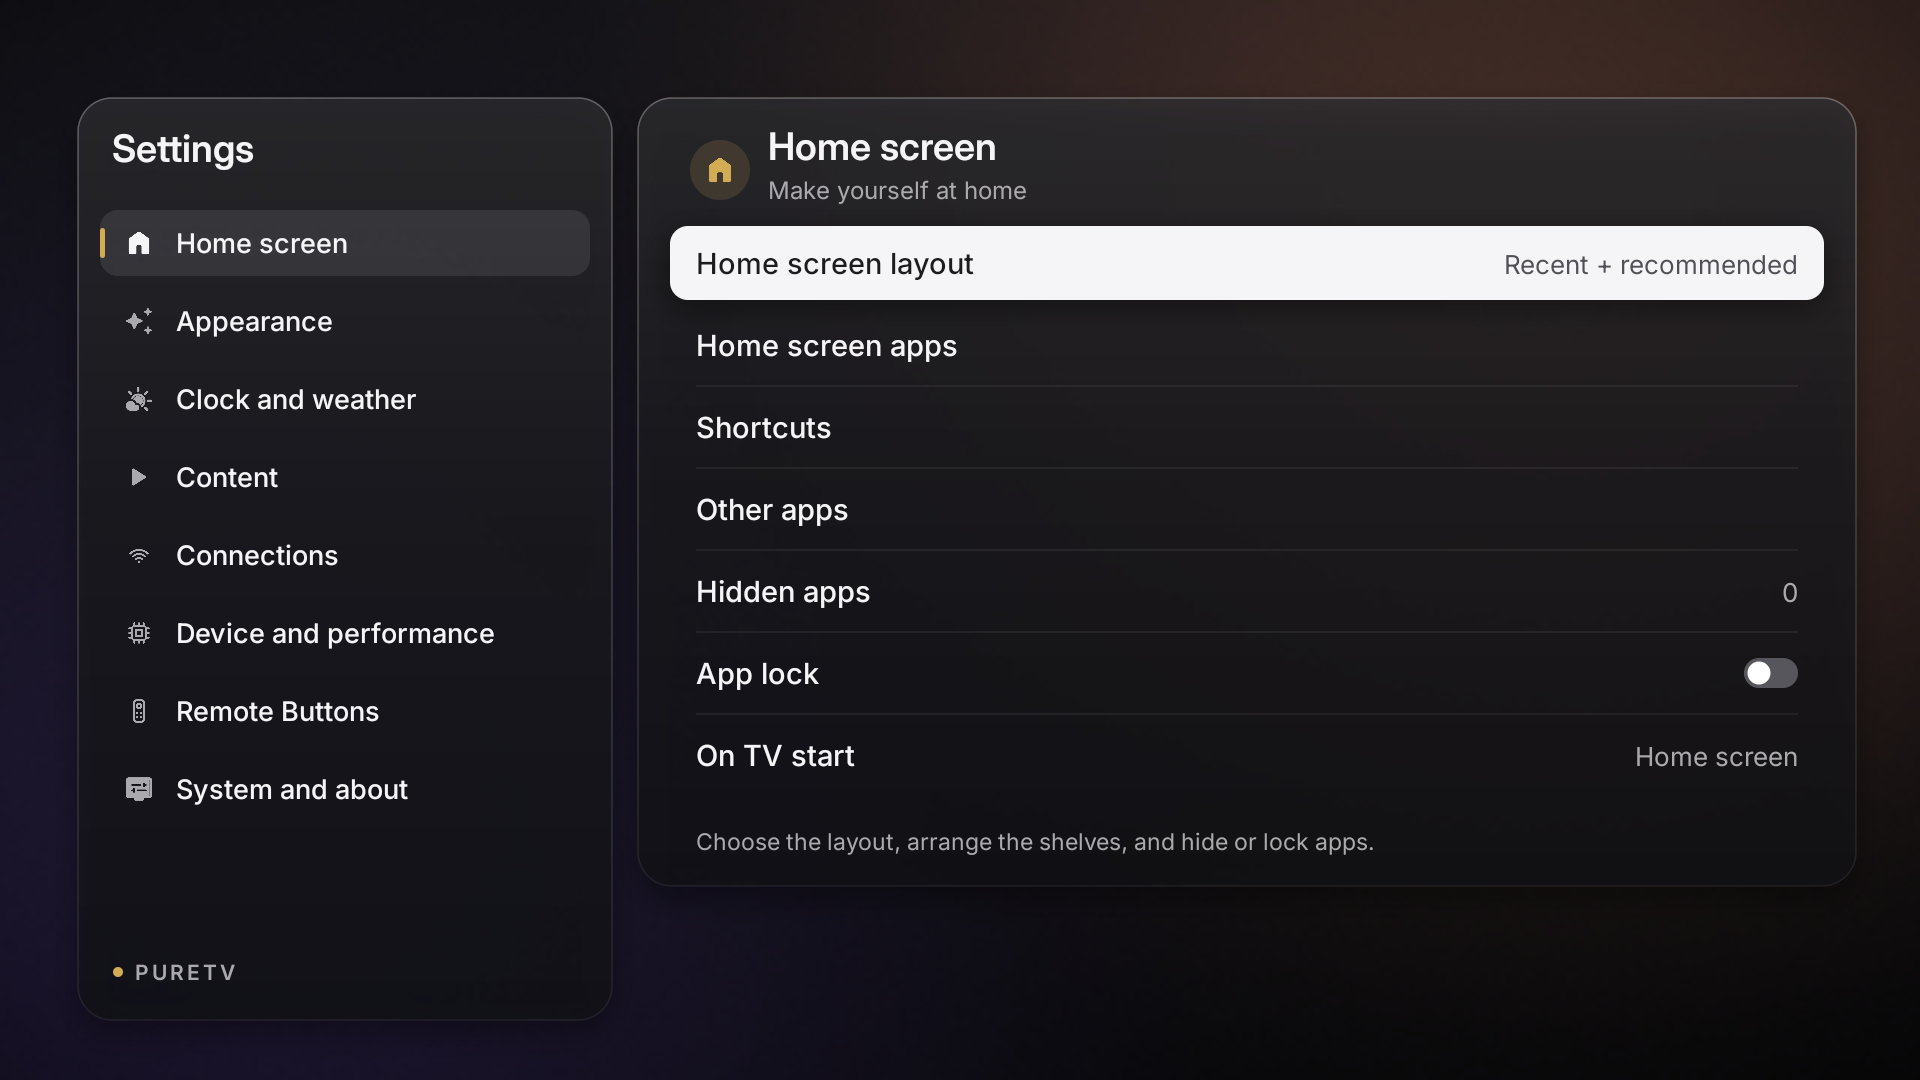 Settings
Home screen
Appearance
Clock and weather
Content
Connections
Device and performance
Remote Buttons
System and about
PURETV
Home screen
Make yourself at home
Home screen layout Recent + recommended
Home screen apps
Shortcuts
Other apps
Hidden apps 0
App lock
On TV start Home screen
Choose the layout, arrange the shelves, and hide or lock apps.